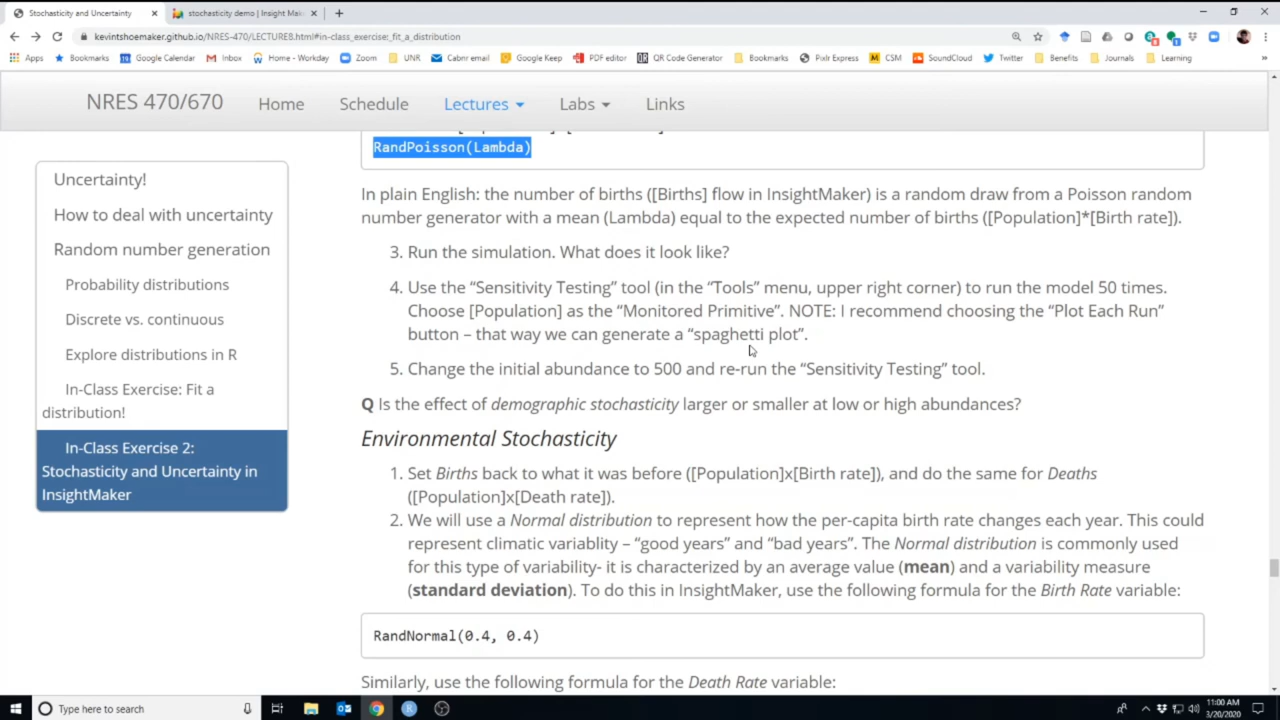 Stochasticity and Uncertainty
stochasticity demo | Insight Mak
kevintshoemaker.github.io/NRES-470/LECTURE8.html#in-class_exercise:_fit_a_distribution
Apps Bookmarks Google Calendar Inbox Home - Workday Zoom UNR Cabnr email Google Keep PDF editor QR Code Generator Bookmarks Pixlr Express CSM SoundCloud Twitter Benefits Journals Learning »
NRES 470/670 Home Schedule Lectures Labs Links
Uncertainty!
How to deal with uncertainty
Random number generation
Probability distributions
Discrete vs. continuous
Explore distributions in R
In-Class Exercise: Fit a
distribution!
In-Class Exercise 2:
Stochasticity and Uncertainty in
InsightMaker
RandPoisson(Lambda)
In plain English: the number of births ([Births] flow in InsightMaker) is a random draw from a Poisson random
number generator with a mean (Lambda) equal to the expected number of births ([Population]*[Birth rate]).
3. Run the simulation. What does it look like?
4. Use the “Sensitivity Testing” tool (in the “Tools” menu, upper right corner) to run the model 50 times.
Choose [Population] as the “Monitored Primitive”. NOTE: I recommend choosing the “Plot Each Run”
button – that way we can generate a “spaghetti plot”.
5. Change the initial abundance to 500 and re-run the “Sensitivity Testing” tool.
Q Is the effect of demographic stochasticity larger or smaller at low or high abundances?
Environmental Stochasticity
1. Set Births back to what it was before ([Population]x[Birth rate]), and do the same for Deaths
([Population]x[Death rate]).
2. We will use a Normal distribution to represent how the per-capita birth rate changes each year. This could
represent climatic variablity – “good years” and “bad years”. The Normal distribution is commonly used
for this type of variability- it is characterized by an average value (mean) and a variability measure
(standard deviation). To do this in InsightMaker, use the following formula for the Birth Rate variable:
RandNormal(0.4, 0.4)
Similarly, use the following formula for the Death Rate variable:
Type here to search
11:00 AM
3/20/2020